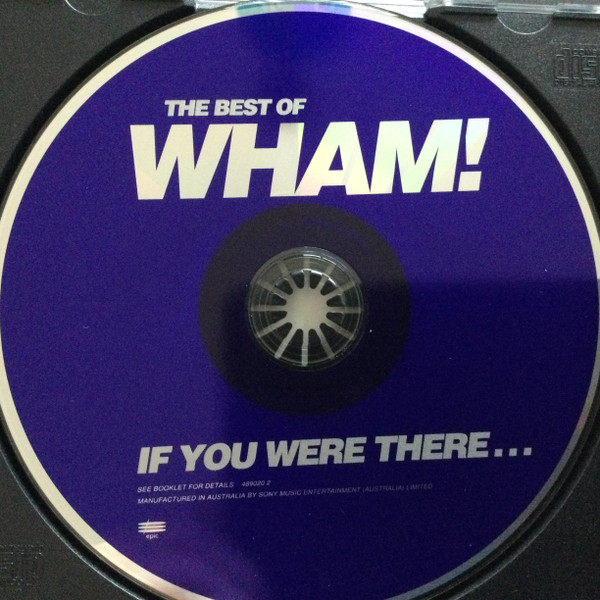 THE BEST OF
WHAM!
IF YOU WERE THERE...
SEE BOOKLET FOR DETAILS 489020 2
MANUFACTURED IN AUSTRALIA BY SONY MUSIC ENTERTAINMENT (AUSTRALIA) LIMITED
epic